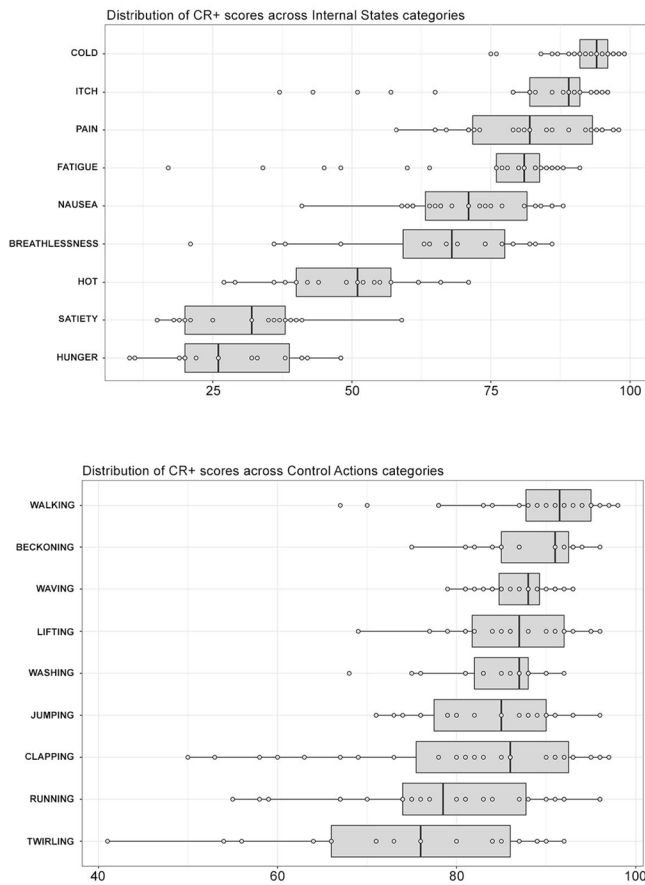 Distribution of CR+ scores across Internal States categories
COLD
ITCH
PAIN
FATIGUE
NAUSEA
BREATHLESSNESS
HOT
SATIETY
HUNGER
25 50 75 100
Distribution of CR+ scores across Control Actions categories
WALKING
BECKONING
WAVING
LIFTING
WASHING
JUMPING
CLAPPING
RUNNING
TWIRLING
40 60 80 100